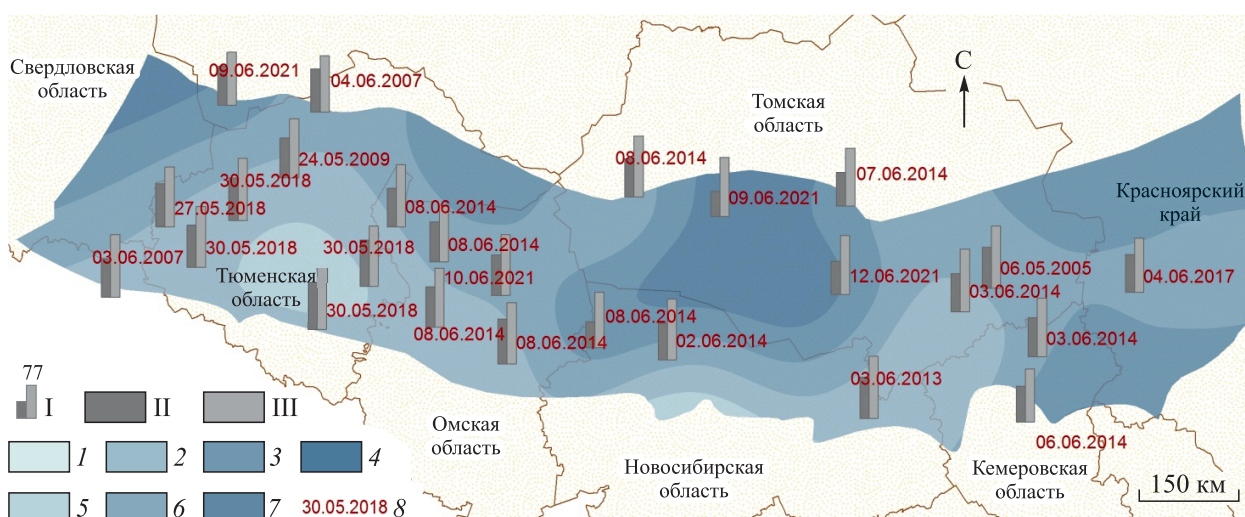 Свердловская
область
09.06.2021
04.06.2007
С
Томская
область
24.05.2009
08.06.2014
30.05.2018
07.06.2014
09.06.2021
Красноярский
край
27.05.2018
08.06.2014
30.05.2018
30.05.2018
08.06.2014
03.06.2007
Тюменская
область
10.06.2021
12.06.2021
06.05.2005
04.06.2017
03.06.2014
30.05.2018
08.06.2014
08.06.2014
08.06.2014
02.06.2014
03.06.2014
77
I
II
III
03.06.2013
Омская
область
06.06.2014
1
2
3
4
Новосибирская
область
Кемеровская
область
150 км
5
6
7
30.05.2018 8